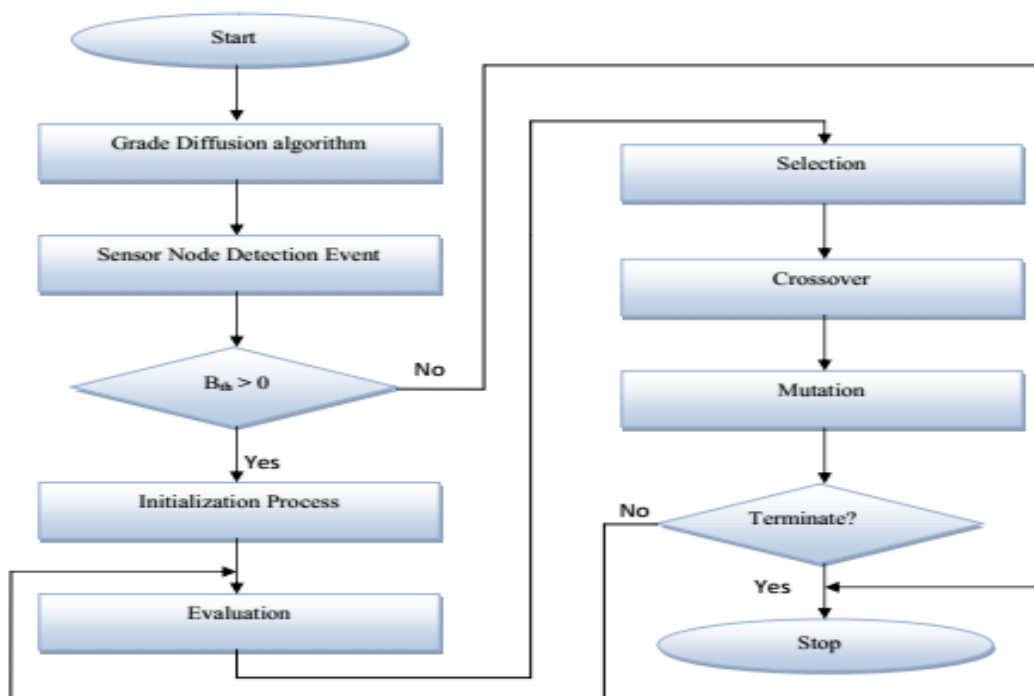 Start
Grade Diffusion algorithm
Sensor Node Detection Event
Bth > 0
No
Yes
Initialization Process
Evaluation
Selection
Crossover
Mutation
Terminate?
No
Yes
Stop